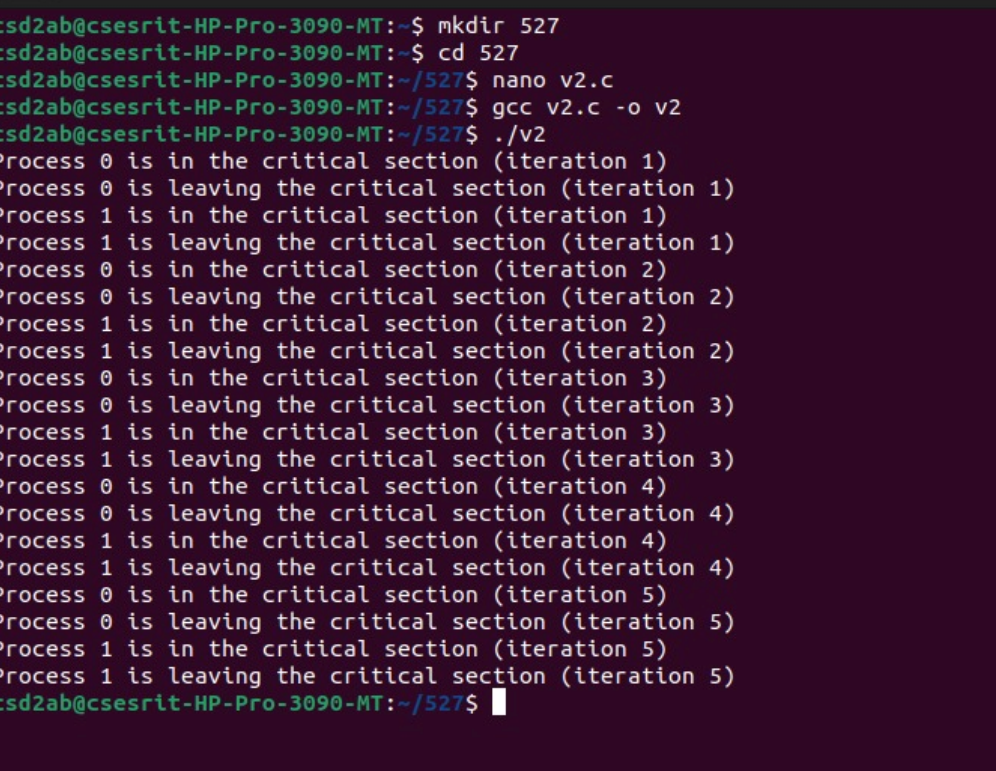 csd2ab@csesrit-HP-Pro-3090-MT:~$ mkdir 527
csd2ab@csesrit-HP-Pro-3090-MT:~$ cd 527
csd2ab@csesrit-HP-Pro-3090-MT:~/527$ nano v2.c
csd2ab@csesrit-HP-Pro-3090-MT:~/527$ gcc v2.c -o v2
csd2ab@csesrit-HP-Pro-3090-MT:~/527$ ./v2
Process 0 is in the critical section (iteration 1)
Process 0 is leaving the critical section (iteration 1)
Process 1 is in the critical section (iteration 1)
Process 1 is leaving the critical section (iteration 1)
Process 0 is in the critical section (iteration 2)
Process 0 is leaving the critical section (iteration 2)
Process 1 is in the critical section (iteration 2)
Process 1 is leaving the critical section (iteration 2)
Process 0 is in the critical section (iteration 3)
Process 0 is leaving the critical section (iteration 3)
Process 1 is in the critical section (iteration 3)
Process 1 is leaving the critical section (iteration 3)
Process 0 is in the critical section (iteration 4)
Process 0 is leaving the critical section (iteration 4)
Process 1 is in the critical section (iteration 4)
Process 1 is leaving the critical section (iteration 4)
Process 0 is in the critical section (iteration 5)
Process 0 is leaving the critical section (iteration 5)
Process 1 is in the critical section (iteration 5)
Process 1 is leaving the critical section (iteration 5)
csd2ab@csesrit-HP-Pro-3090-MT:~/527$